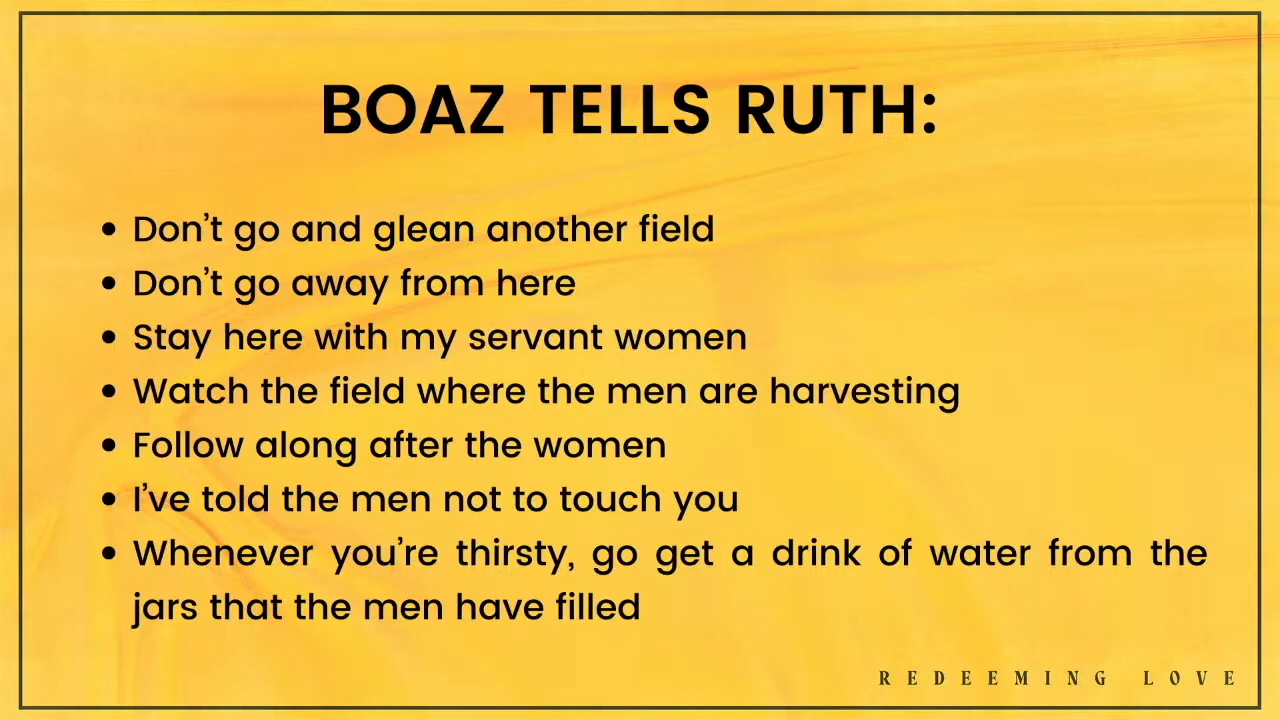 BOAZ TELLS RUTH:
• Don’t go and glean another field
• Don’t go away from here
• Stay here with my servant women
• Watch the field where the men are harvesting
• Follow along after the women
• I’ve told the men not to touch you
• Whenever you’re thirsty, go get a drink of water from the
jars that the men have filled
REDEEMING LOVE